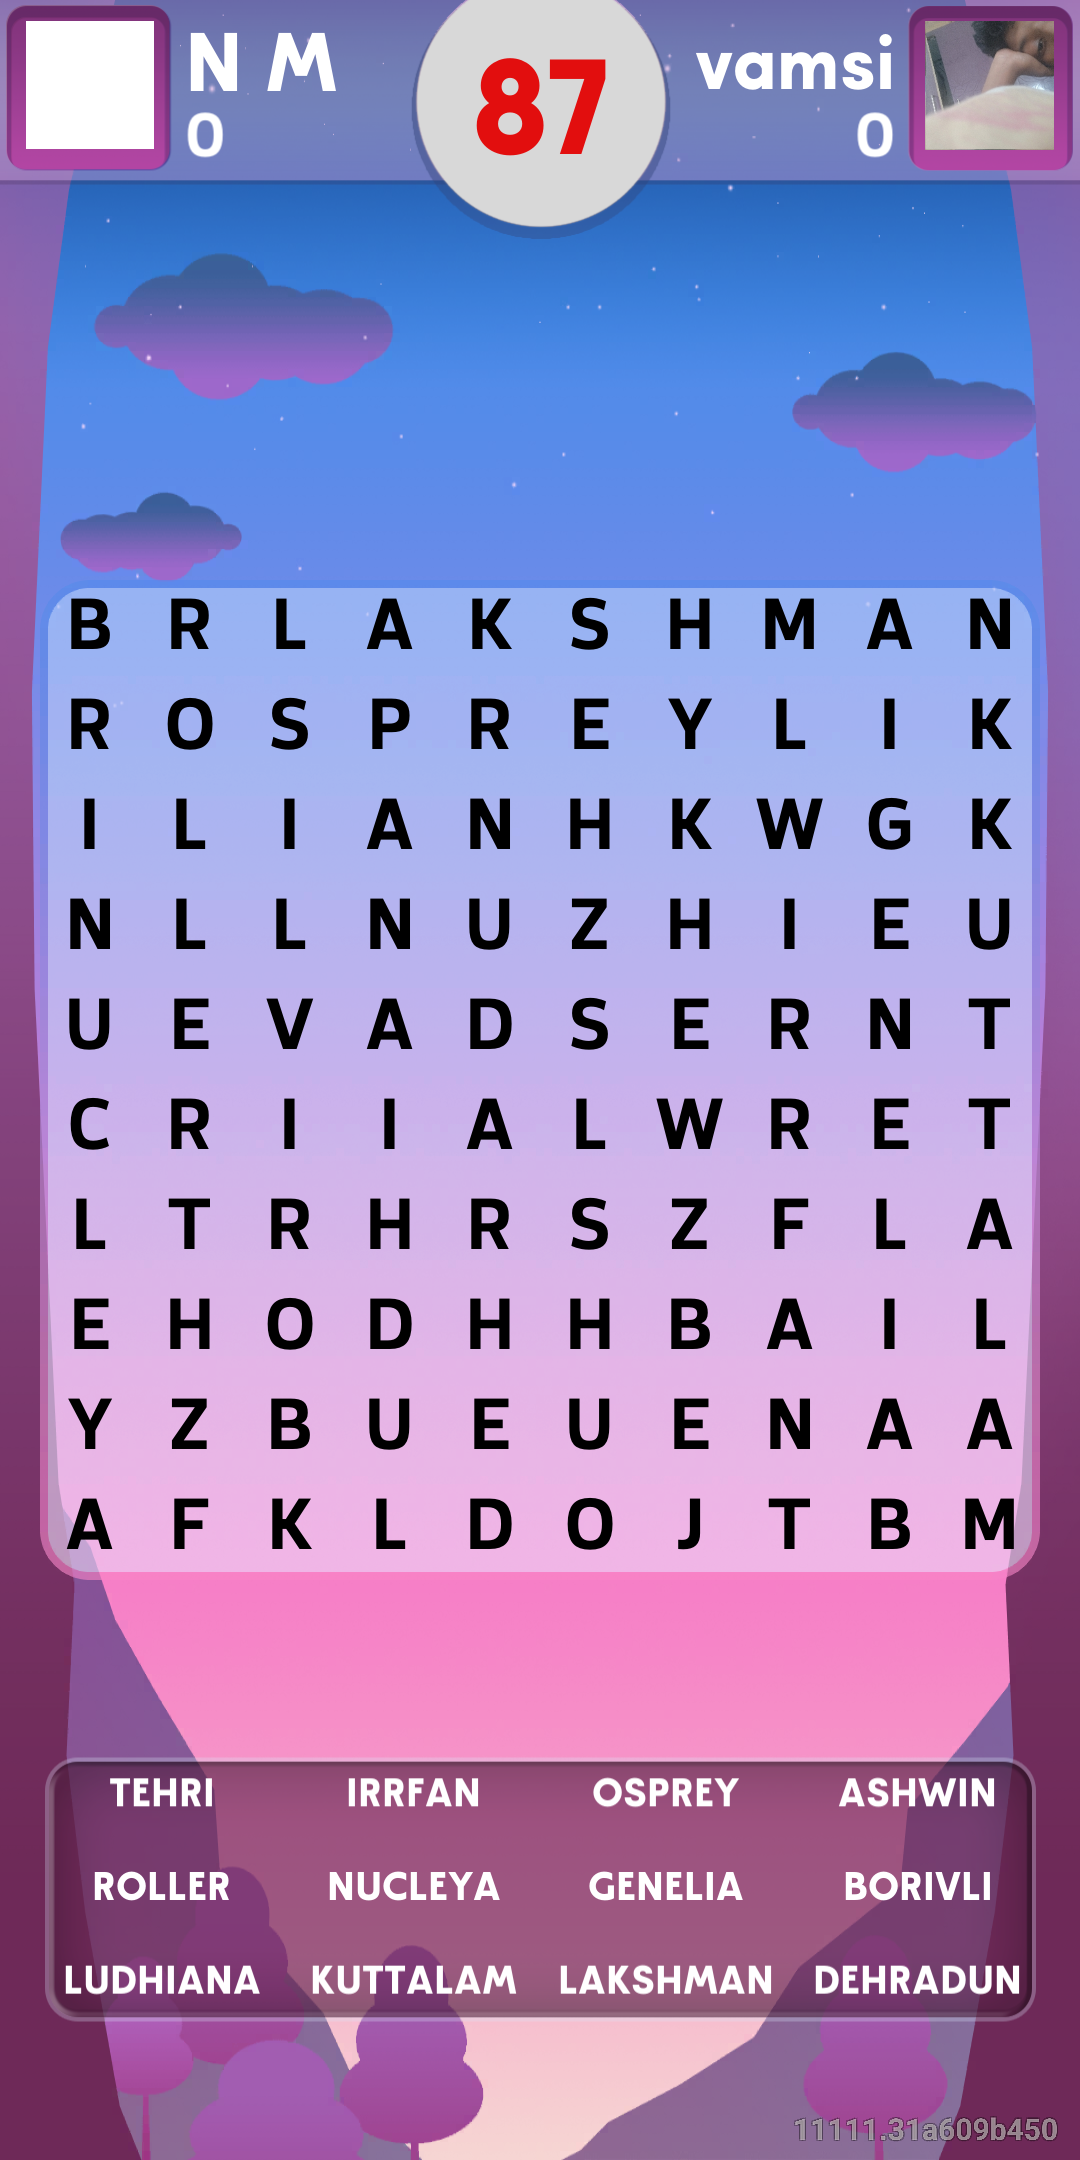 N M
0
87
vamsi
0
B R L A K S H M A N
R O S P R E Y L I K
I L I A N H K W G K
N L L N U Z H I E U
U E V A D S E R N T
C R I I A L W R E T
L T R H R S Z F L A
E H O D H H B A I L
Y Z B U E U E N A A
A F K L D O J T B M
TEHRI IRRFAN OSPREY ASHWIN
ROLLER NUCLEYA GENELIA BORIVLI
LUDHIANA KUTTALAM LAKSHMAN DEHRADUN
11111.31a609b450